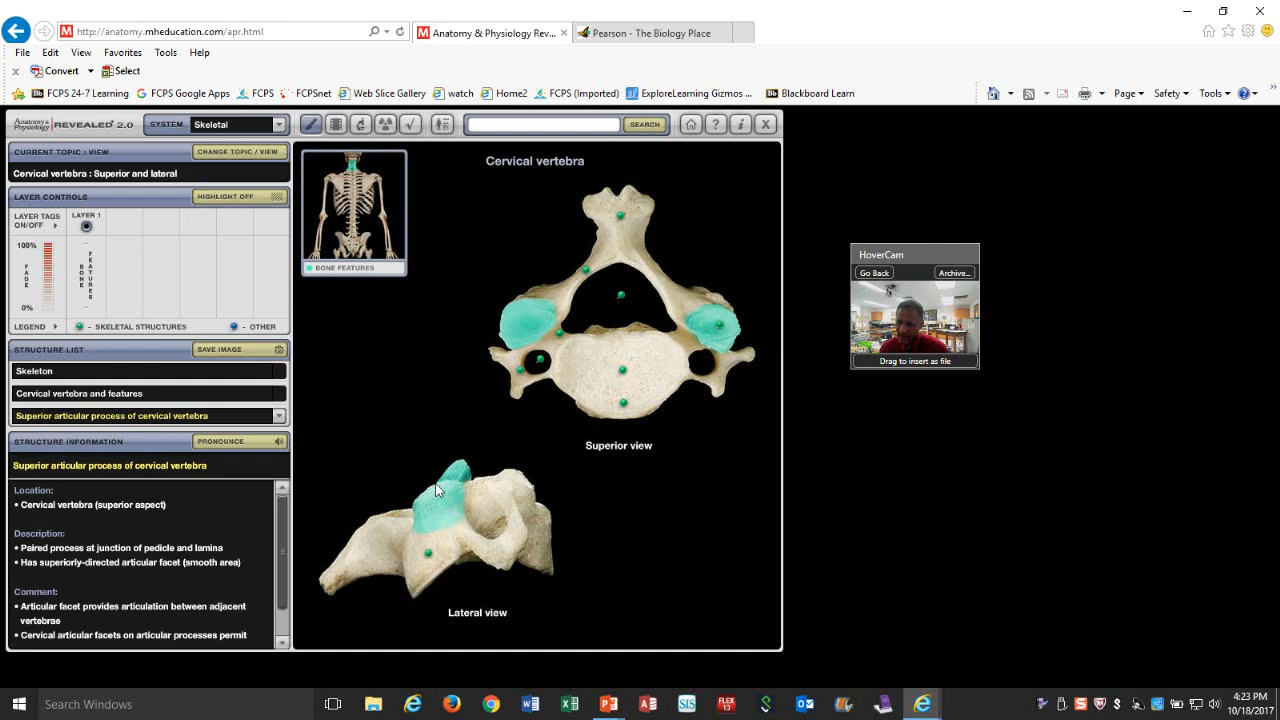 http://anatomy.mheducation.com/apr.html
Anatomy & Physiology Rev...
Pearson - The Biology Place
File Edit View Favorites Tools Help
x Convert Select
FCPS 24-7 Learning FCPS Google Apps FCPS FCPSnet Web Slice Gallery watch Home2 FCPS (Imported) ExploreLearning Gizmos ... Blackboard Learn Page Safety Tools
Anatomy & Physiology REVEALED 2.0 SYSTEM Skeletal SEARCH
CURRENT TOPIC : VIEW CHANGE TOPIC / VIEW
Cervical vertebra : Superior and lateral
LAYER CONTROLS HIGHLIGHT OFF
LAYER TAGS ON/OFF
LAYER 1
100%
FADE
0%
BONE FEATURES
LEGEND - SKELETAL STRUCTURES - OTHER
STRUCTURE LIST SAVE IMAGE
Skeleton
Cervical vertebra and features
Superior articular process of cervical vertebra
STRUCTURE INFORMATION PRONOUNCE
Superior articular process of cervical vertebra
Location:
• Cervical vertebra (superior aspect)
Description:
• Paired process at junction of pedicle and lamina
• Has superiorly-directed articular facet (smooth area)
Comment:
• Articular facet provides articulation between adjacent
vertebrae
• Cervical articular facets on articular processes permit
BONE FEATURES
Cervical vertebra
Superior view
Lateral view
HoverCam
Go Back Archive...
Drag to insert as file
Search Windows
SIS
FLEX 13
4:23 PM
10/18/2017